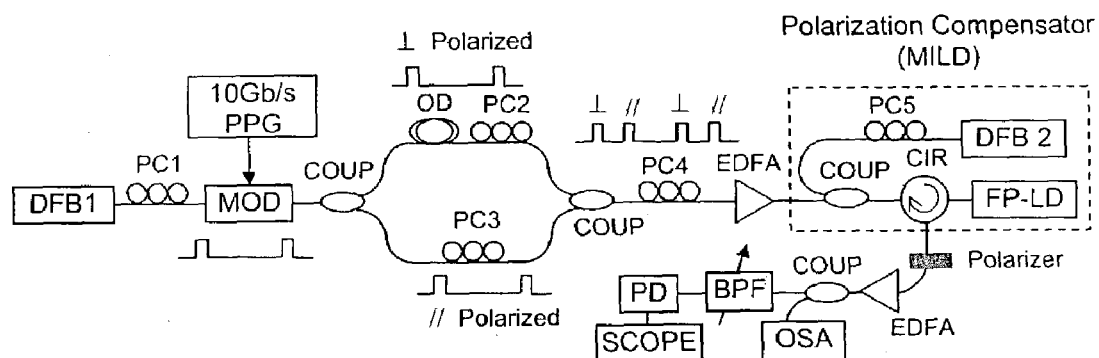 Polarization Compensator
(MILD)
⊥ Polarized
10Gb/s
PPG
OD
PC2
⊥ // ⊥ //
PC5
DFB 2
PC1
COUP
PC4
EDFA
COUP
CIR
DFB1
MOD
FP-LD
PC3
COUP
// Polarized
COUP
Polarizer
PD
BPF
SCOPE
OSA
EDFA